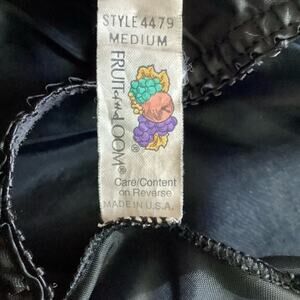 STYLE 4479
MEDIUM
FRUIT OF THE LOOM®
Care/Content
on Reverse
MADE IN U.S.A.